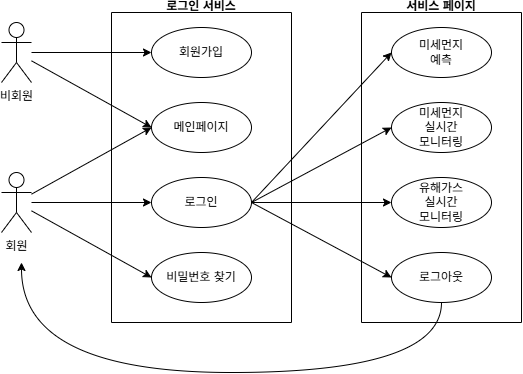 로그인 서비스
서비스 페이지
비회원
회원
회원가입
메인페이지
로그인
비밀번호 찾기
미세먼지
예측
미세먼지
실시간
모니터링
유해가스
실시간
모니터링
로그아웃